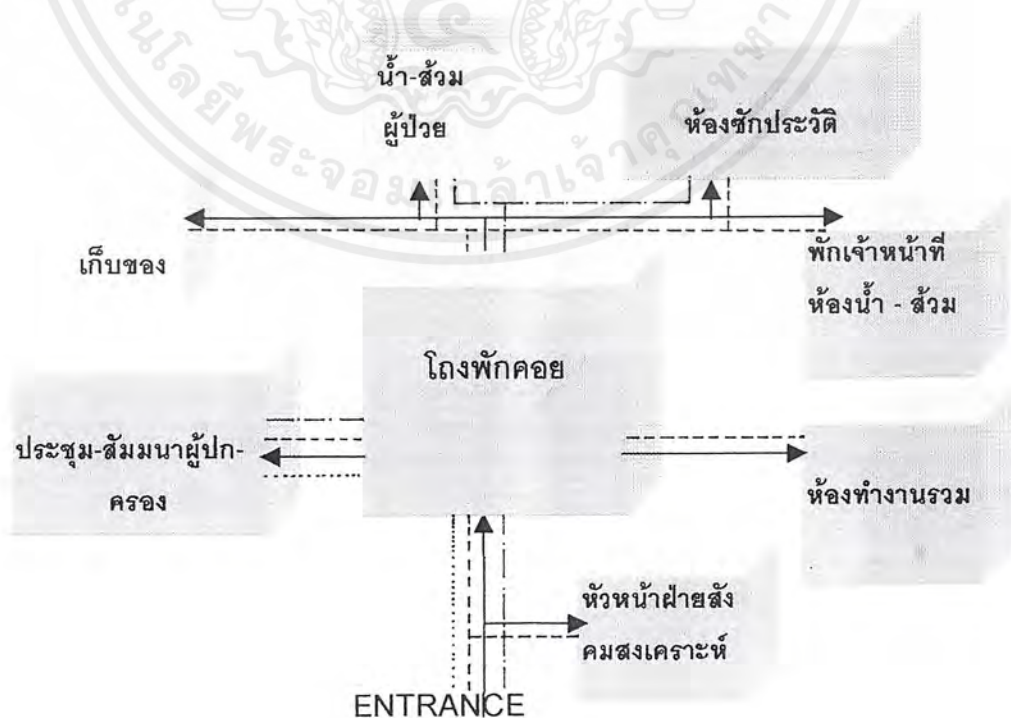 น้ำ-ส้วม
ผู้ป่วย
ห้องซักประวัติ
เก็บของ
พักเจ้าหน้าที่
ห้องน้ำ - ส้วม
โถงพักคอย
ประชุม-สัมมนาผู้ปก-
ครอง
ห้องทำงานรวม
หัวหน้าฝ่ายสัง
คมสงเคราะห์
ENTRANCE